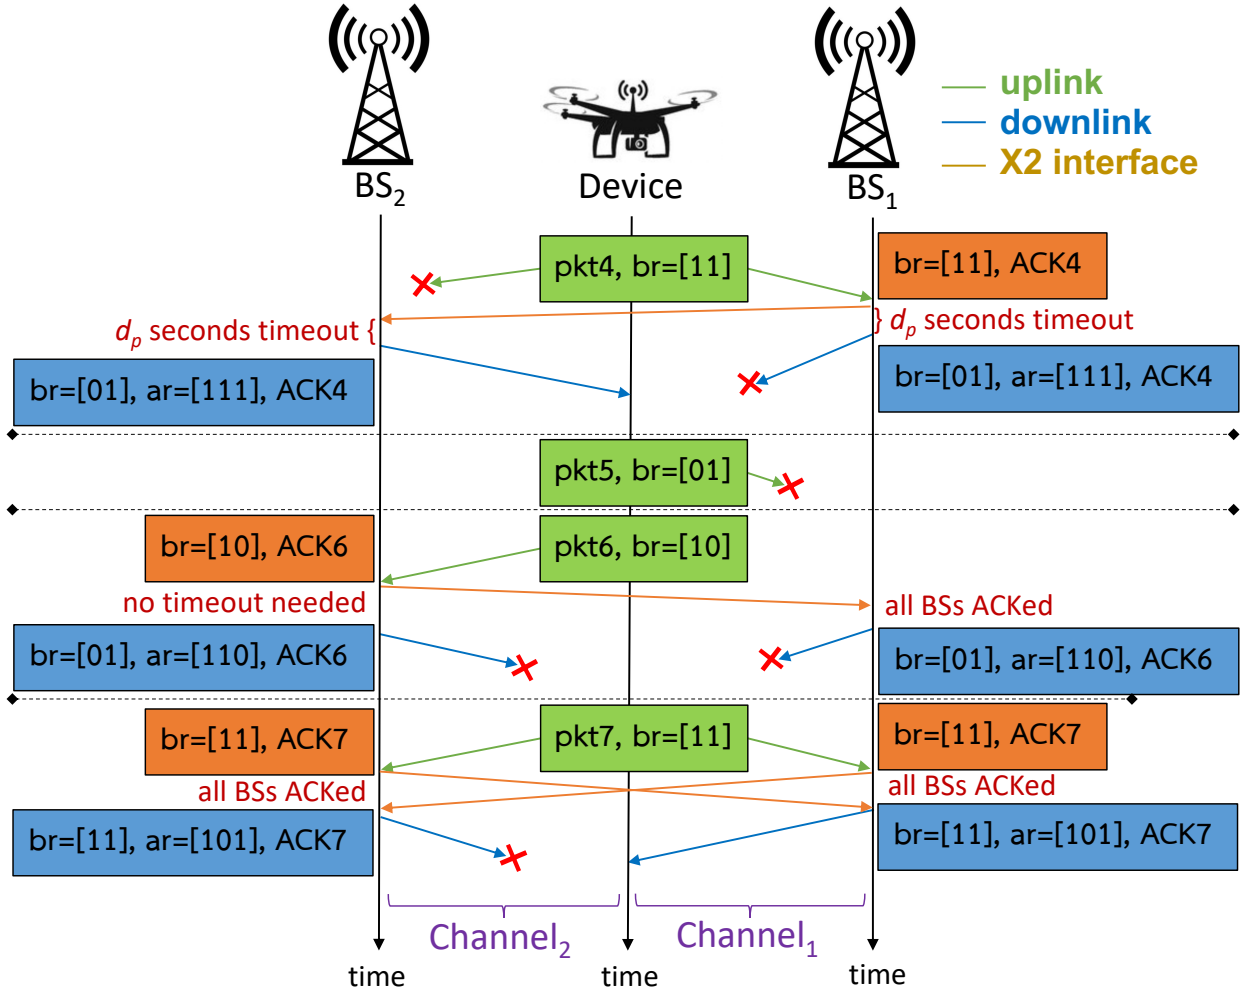 uplink
downlink
X2 interface
BS2
Device
BS1
pkt4, br=[11]
br=[11], ACK4
dp seconds timeout {
} dp seconds timeout
br=[01], ar=[111], ACK4
br=[01], ar=[111], ACK4
pkt5, br=[01]
br=[10], ACK6
pkt6, br=[10]
no timeout needed
all BSs ACKed
br=[01], ar=[110], ACK6
br=[01], ar=[110], ACK6
br=[11], ACK7
pkt7, br=[11]
br=[11], ACK7
all BSs ACKed
all BSs ACKed
br=[11], ar=[101], ACK7
br=[11], ar=[101], ACK7
Channel2
Channel1
time
time
time